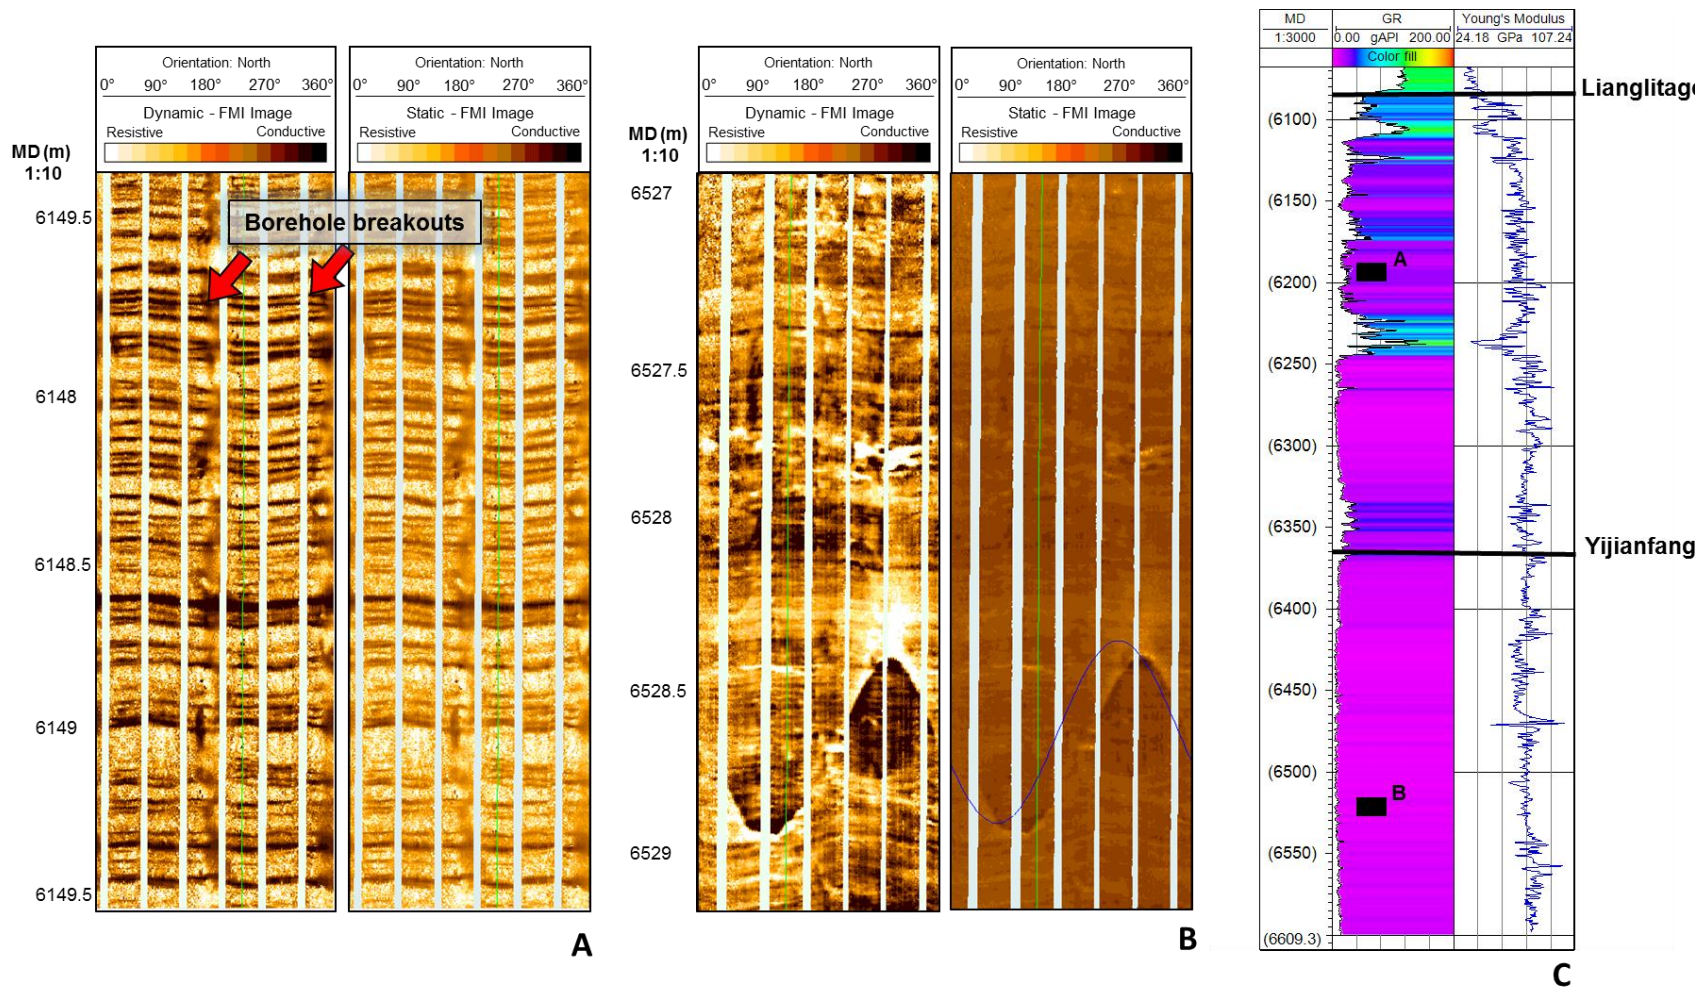 Orientation: North
0° 90° 180° 270° 360°
Dynamic - FMI Image
Resistive Conductive
MD (m)
1:10
6149.5
6148
6148.5
6149
6149.5
Orientation: North
0° 90° 180° 270° 360°
Static - FMI Image
Resistive Conductive
Borehole breakouts
A
Orientation: North
0° 90° 180° 270° 360°
Dynamic - FMI Image
Resistive Conductive
MD (m)
1:10
6527
6527.5
6528
6528.5
6529
Orientation: North
0° 90° 180° 270° 360°
Static - FMI Image
Resistive Conductive
B
MD GR Young's Modulus
1:3000 0.00 gAPI 200.00 24.18 GPa 107.24
Color fill
Lianglitage
(6100)
(6150)
A
(6200)
(6250)
(6300)
(6350)
Yijianfang
(6400)
(6450)
(6500)
B
(6550)
(6609.3)
C